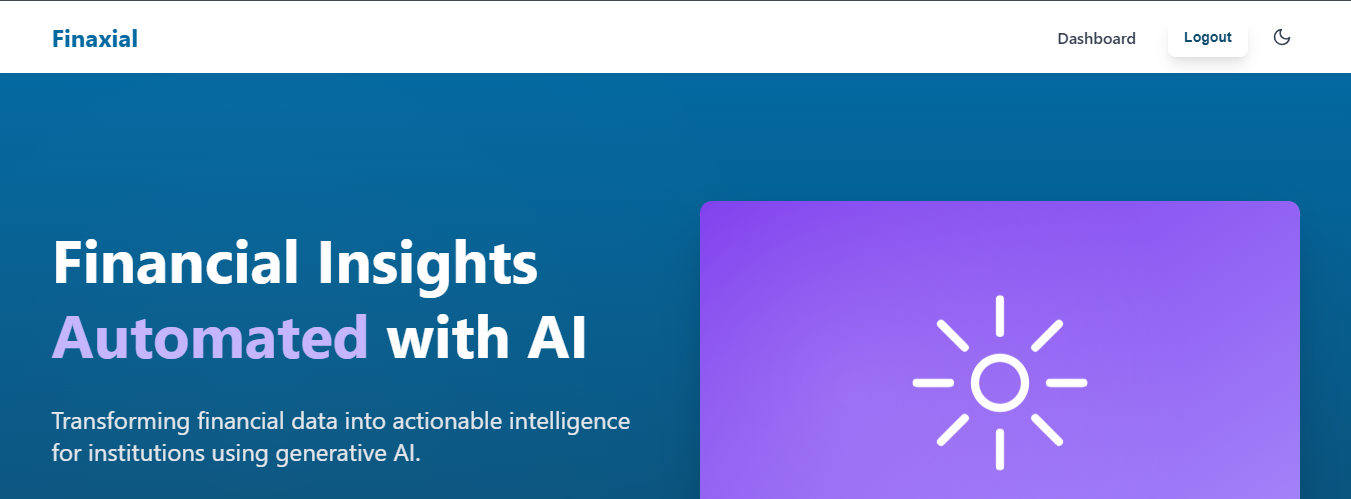 Finaxial
Dashboard
Logout
Financial Insights
Automated with AI
Transforming financial data into actionable intelligence
for institutions using generative AI.